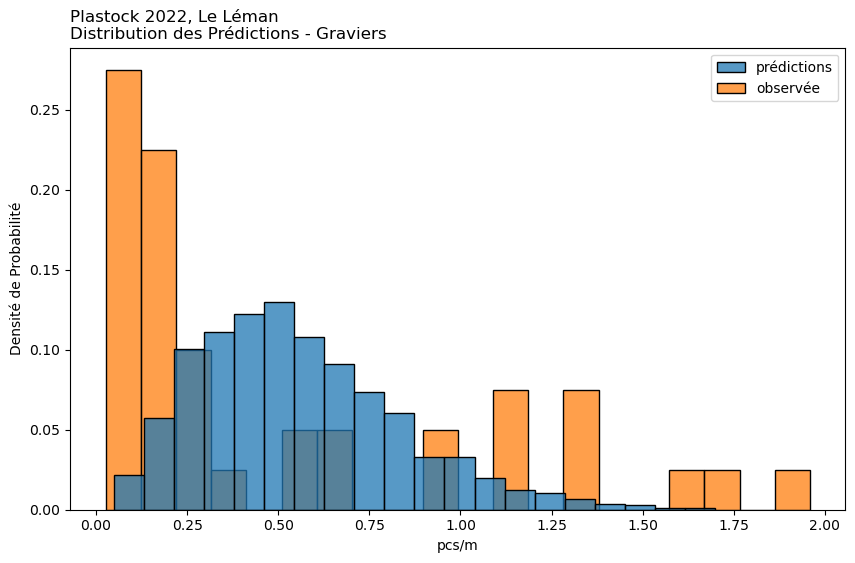 Plastock 2022, Le Léman
Distribution des Prédictions - Graviers
prédictions
observée
Densité de Probabilité
0.25
0.20
0.15
0.10
0.05
0.00
0.00 0.25 0.50 0.75 1.00 1.25 1.50 1.75 2.00
pcs/m